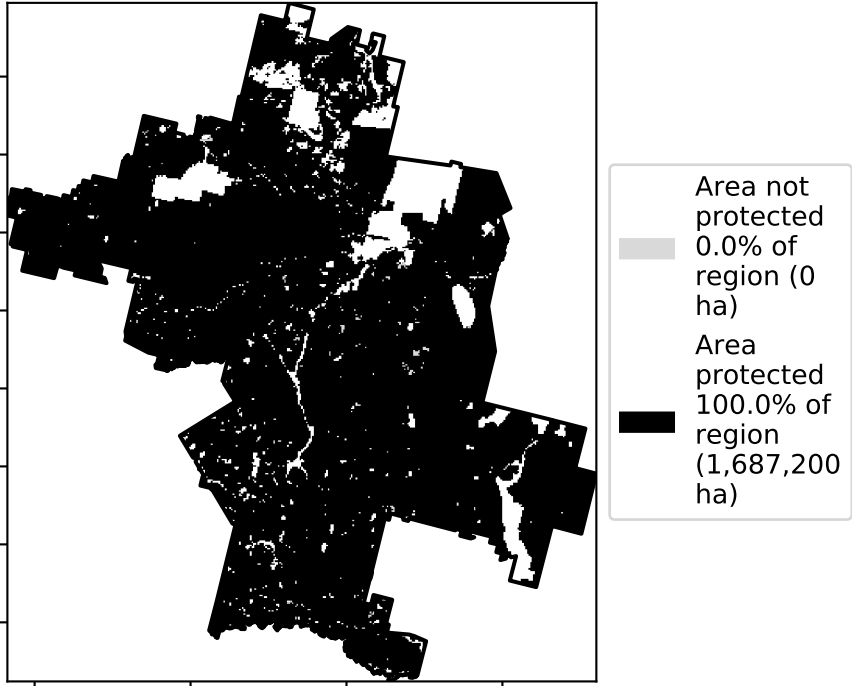 Area not
protected
0.0% of
region (0
ha)
Area
protected
100.0% of
region
(1,687,200
ha)